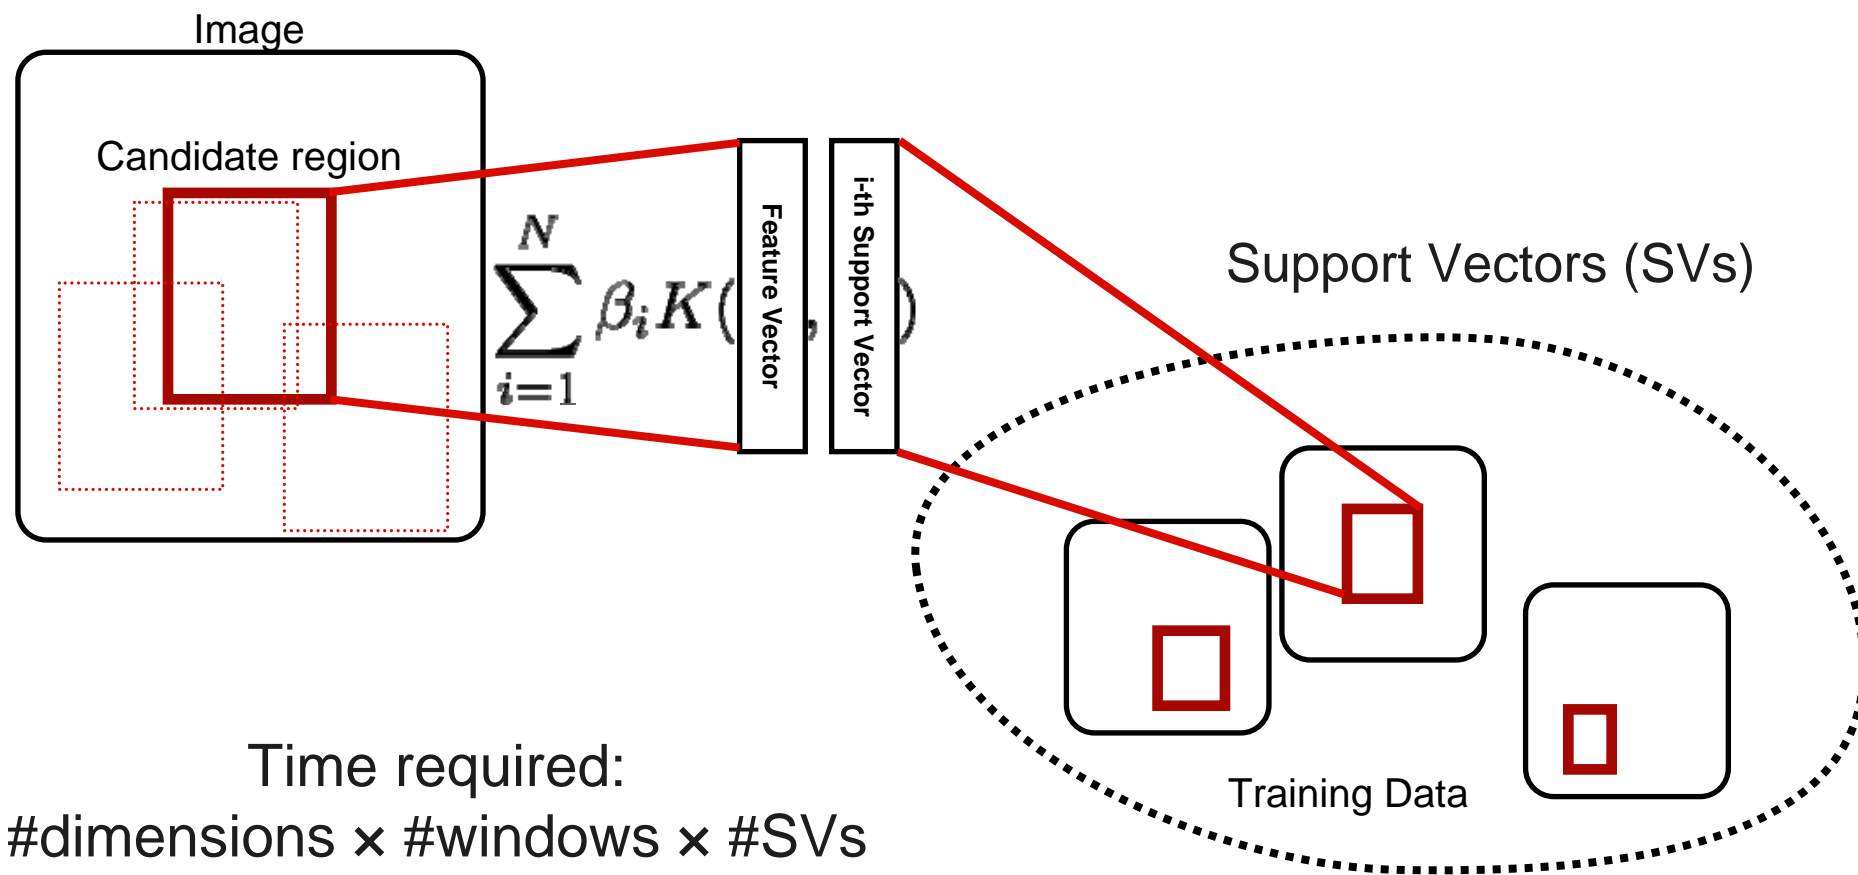 Image
Candidate region
N
∑ β_i K( , )
i=1
Feature Vector
i-th Support Vector
Support Vectors (SVs)
Training Data
Time required:
#dimensions × #windows × #SVs